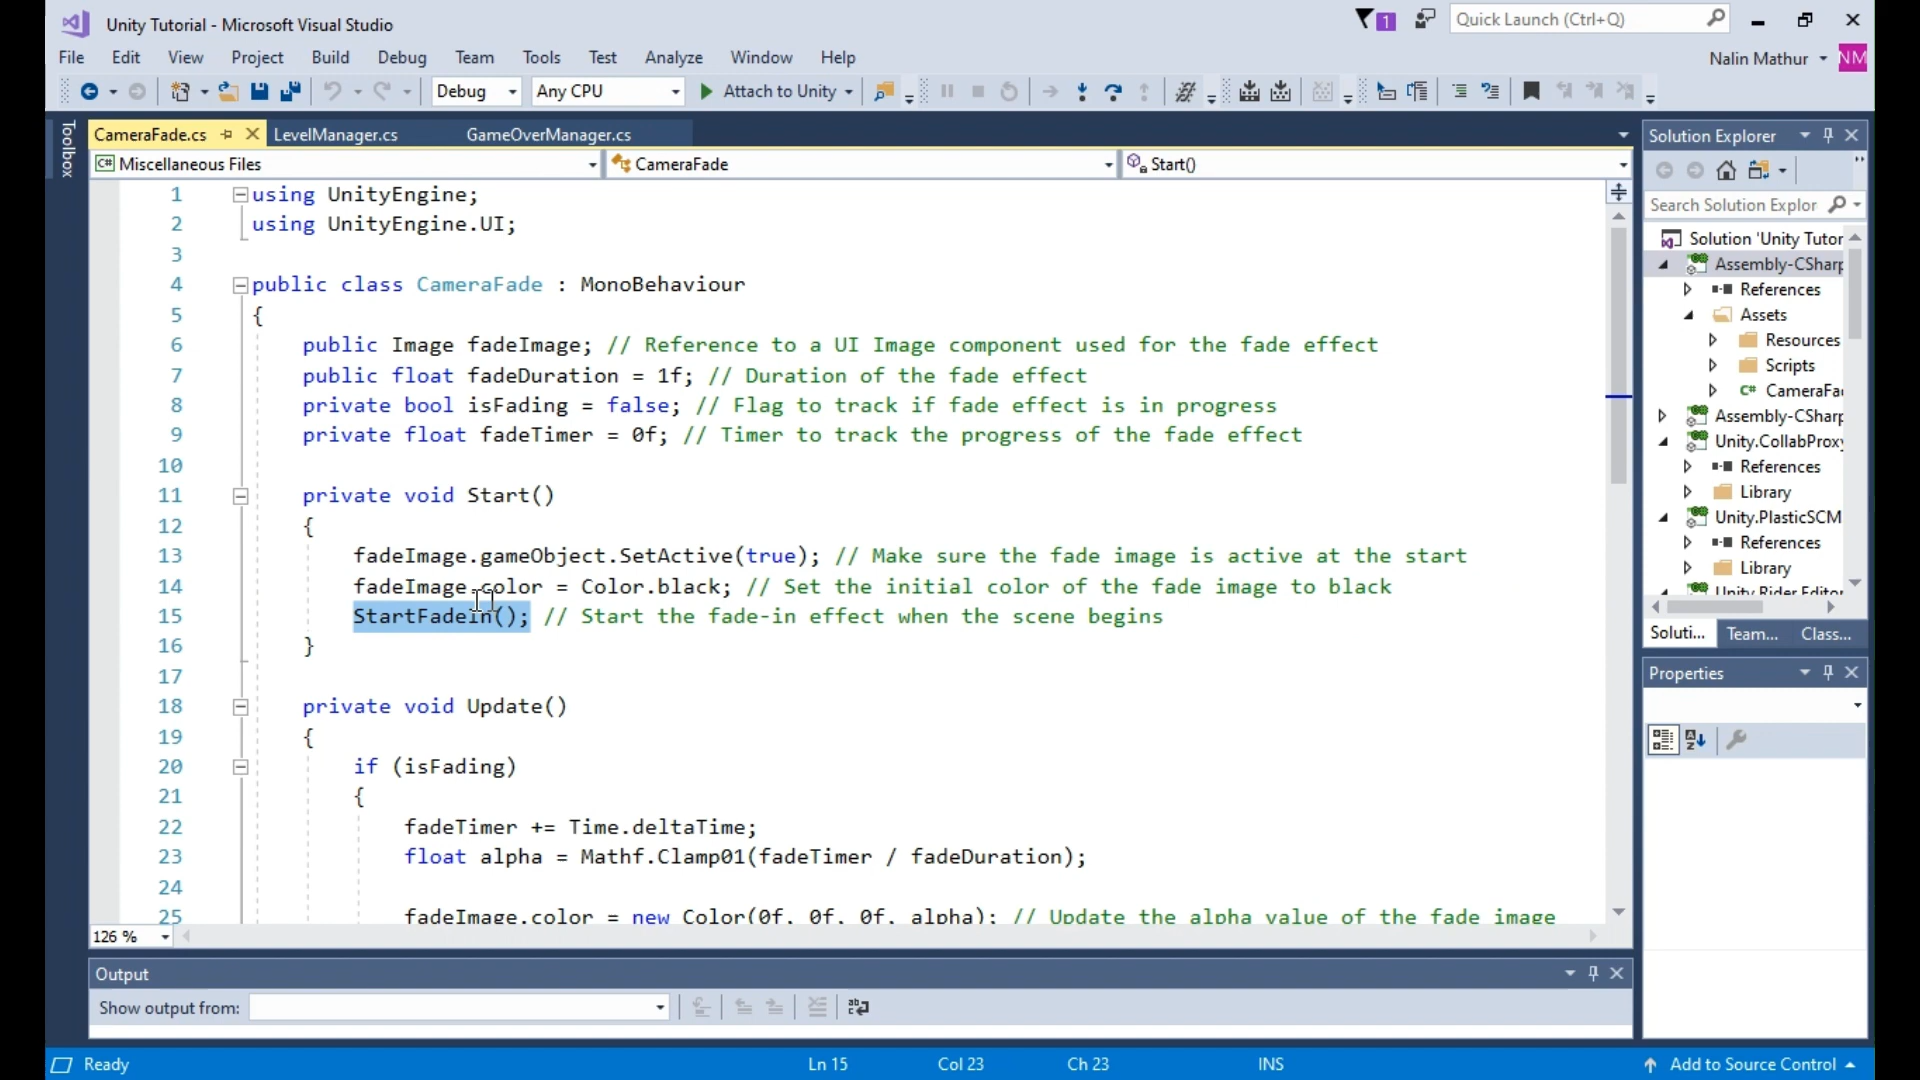 Unity Tutorial - Microsoft Visual Studio
1
Quick Launch (Ctrl+Q)
File Edit View Project Build Debug Team Tools Test Analyze Window Help
Nalin Mathur NM
Debug Any CPU Attach to Unity
Toolbox
CameraFade.cs LevelManager.cs GameOverManager.cs
C# Miscellaneous Files CameraFade Start()
1 using UnityEngine;
2 using UnityEngine.UI;
3
4 public class CameraFade : MonoBehaviour
5 {
6 public Image fadeImage; // Reference to a UI Image component used for the fade effect
7 public float fadeDuration = 1f; // Duration of the fade effect
8 private bool isFading = false; // Flag to track if fade effect is in progress
9 private float fadeTimer = 0f; // Timer to track the progress of the fade effect
10
11 private void Start()
12 {
13 fadeImage.gameObject.SetActive(true); // Make sure the fade image is active at the start
14 fadeImage.color = Color.black; // Set the initial color of the fade image to black
15 StartFadeIn(); // Start the fade-in effect when the scene begins
16 }
17
18 private void Update()
19 {
20 if (isFading)
21 {
22 fadeTimer += Time.deltaTime;
23 float alpha = Mathf.Clamp01(fadeTimer / fadeDuration);
24
25 fadeImage.color = new Color(0f, 0f, 0f, alpha); // Update the alpha value of the fade image
126 %
Output
Show output from:
Solution Explorer
Search Solution Explor
Solution 'Unity Tutor
Assembly-CSharp
References
Assets
Resources
Scripts
C# CameraFa
Assembly-CSharp
Unity.CollabProxy
References
Library
Unity.PlasticSCM
References
Library
Unity.Rider.Editor
Soluti... Team... Class...
Properties
Ready Ln 15 Col 23 Ch 23 INS Add to Source Control